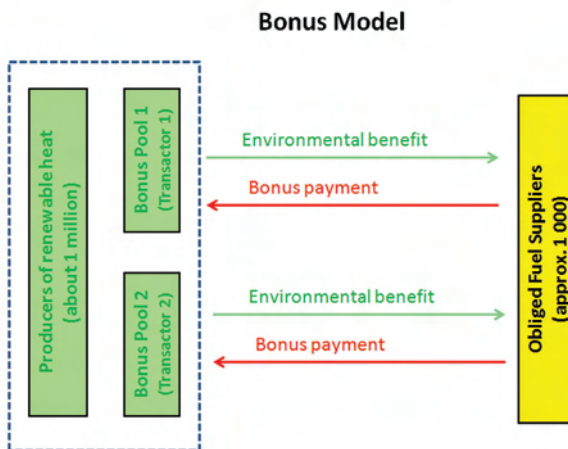 Bonus Model
Producers of renewable heat
(about 1 million)
Bonus Pool 1
(Transactor 1)
Bonus Pool 2
(Transactor 2)
Environmental benefit
Bonus payment
Environmental benefit
Bonus payment
Obliged Fuel Suppliers
(approx. 1 000)